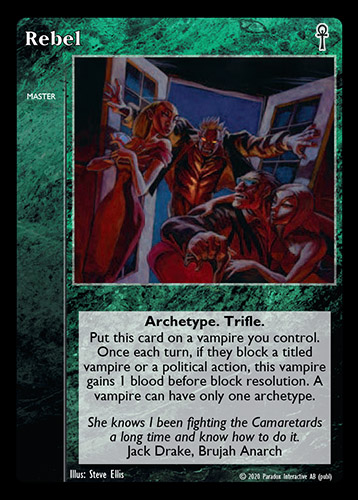 Rebel
MASTER
Archetype. Trifle.
Put this card on a vampire you control.
Once each turn, if they block a titled
vampire or a political action, this vampire
gains 1 blood before block resolution. A
vampire can have only one archetype.
She knows I been fighting the Camaretards
a long time and know how to do it.
Jack Drake, Brujah Anarch
Illus: Steve Ellis
© 2020 Paradox Interactive AB (publ)